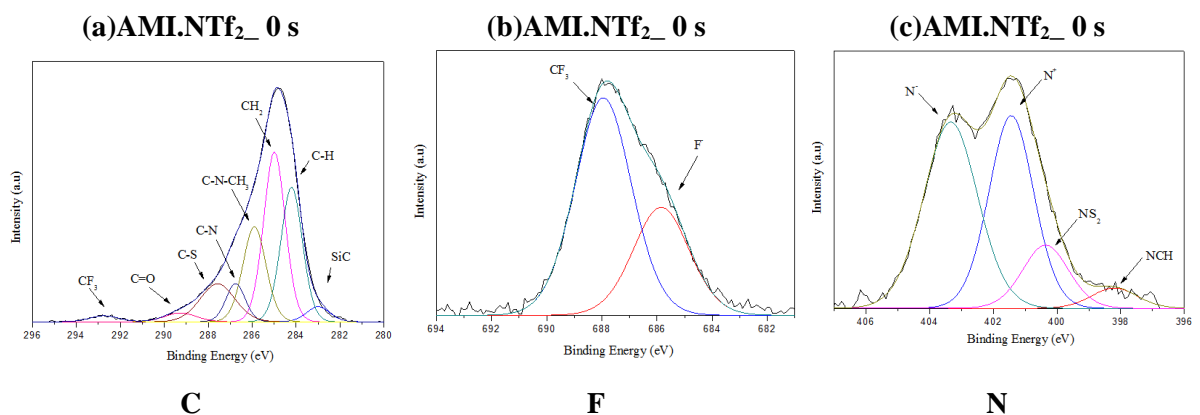 (a)AMI.NTf2_ 0 s
CH2
C-H
C-N-CH3
C-N
C-S
C=O
CF3
SiC
Intensity (a.u)
296 294 292 290 288 286 284 282 280
Binding Energy (eV)
C
(b)AMI.NTf2_ 0 s
CF3
F
Intensity (a.u)
694 692 690 688 686 684 682
Binding Energy (eV)
F
(c)AMI.NTf2_ 0 s
N-
N+
NS2
NCH
Intensity (a.u)
406 404 402 400 398 396
Binding Energy (eV)
N